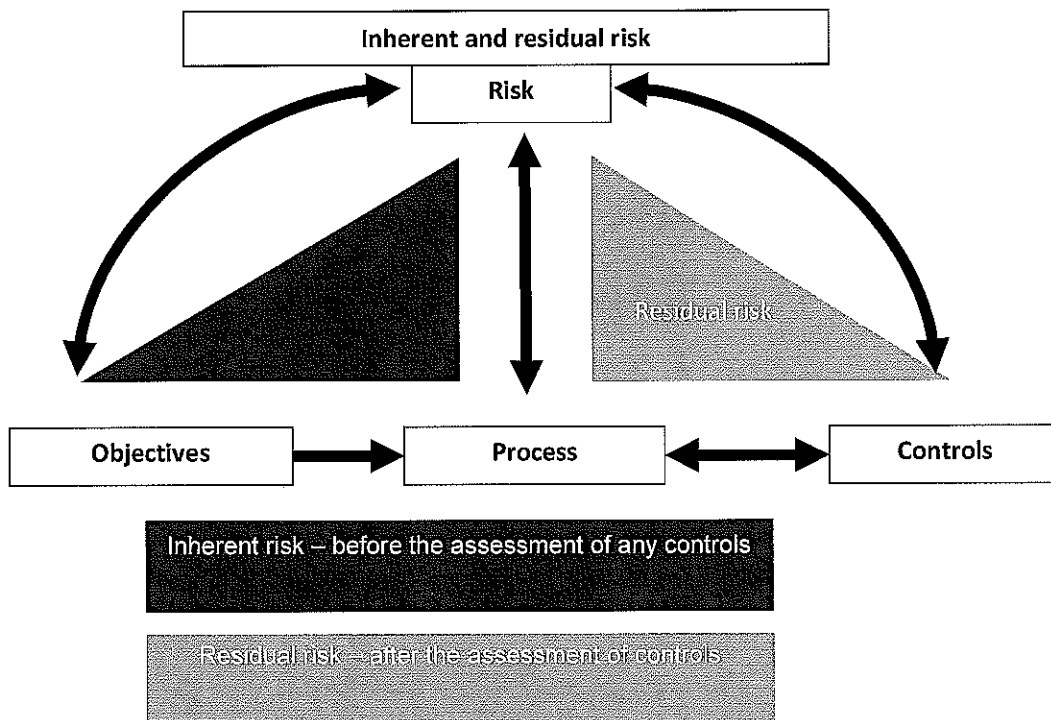 Inherent and residual risk
Risk
Residual risk
Objectives
Process
Controls
Inherent risk – before the assessment of any controls
Residual risk – after the assessment of controls